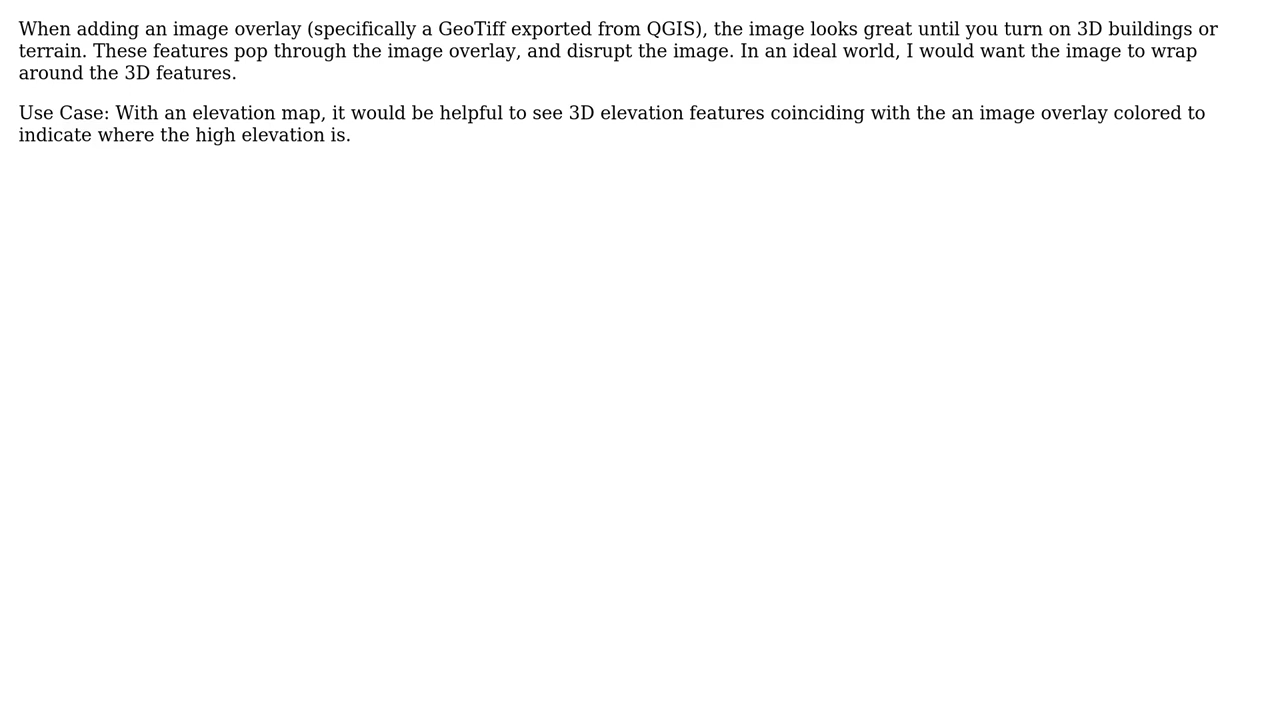 When adding an image overlay (specifically a GeoTiff exported from QGIS), the image looks great until you turn on 3D buildings or
terrain. These features pop through the image overlay, and disrupt the image. In an ideal world, I would want the image to wrap
around the 3D features.
Use Case: With an elevation map, it would be helpful to see 3D elevation features coinciding with the an image overlay colored to
indicate where the high elevation is.